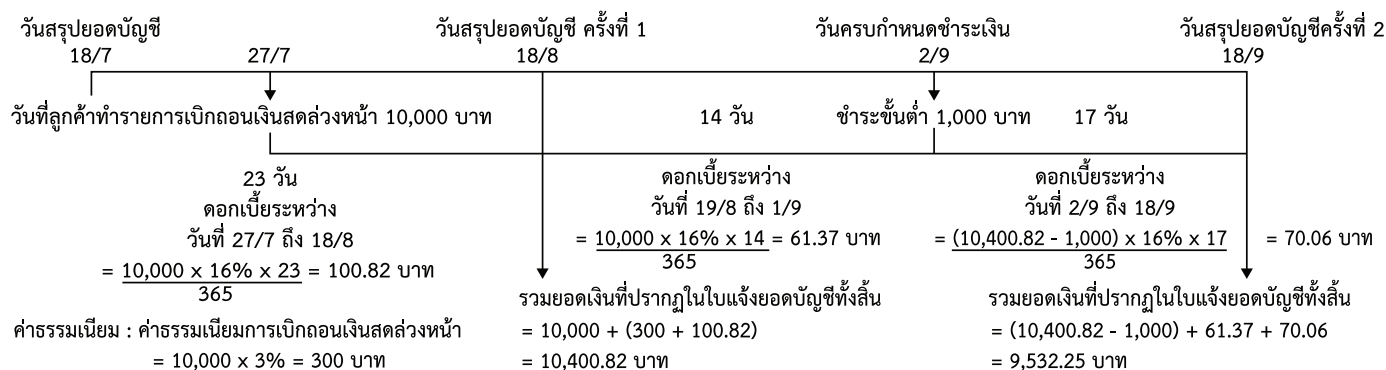 วันสรุปยอดบัญชี
18/7
27/7
วันสรุปยอดบัญชี ครั้งที่ 1
18/8
วันครบกำหนดชำระเงิน
2/9
วันสรุปยอดบัญชีครั้งที่ 2
18/9
วันที่ลูกค้าทำรายการเบิกถอนเงินสดล่วงหน้า 10,000 บาท
14 วัน
ชำระขั้นต่ำ 1,000 บาท
17 วัน
23 วัน
ดอกเบี้ยระหว่าง
วันที่ 27/7 ถึง 18/8
= 10,000 x 16% x 23 = 100.82 บาท
365
ค่าธรรมเนียม : ค่าธรรมเนียมการเบิกถอนเงินสดล่วงหน้า
= 10,000 x 3% = 300 บาท
ดอกเบี้ยระหว่าง
วันที่ 19/8 ถึง 1/9
= 10,000 x 16% x 14 = 61.37 บาท
365
รวมยอดเงินที่ปรากฏในใบแจ้งยอดบัญชีทั้งสิ้น
= 10,000 + (300 + 100.82)
= 10,400.82 บาท
ดอกเบี้ยระหว่าง
วันที่ 2/9 ถึง 18/9
= (10,400.82 - 1,000) x 16% x 17 = 70.06 บาท
365
รวมยอดเงินที่ปรากฏในใบแจ้งยอดบัญชีทั้งสิ้น
= (10,400.82 - 1,000) + 61.37 + 70.06
= 9,532.25 บาท